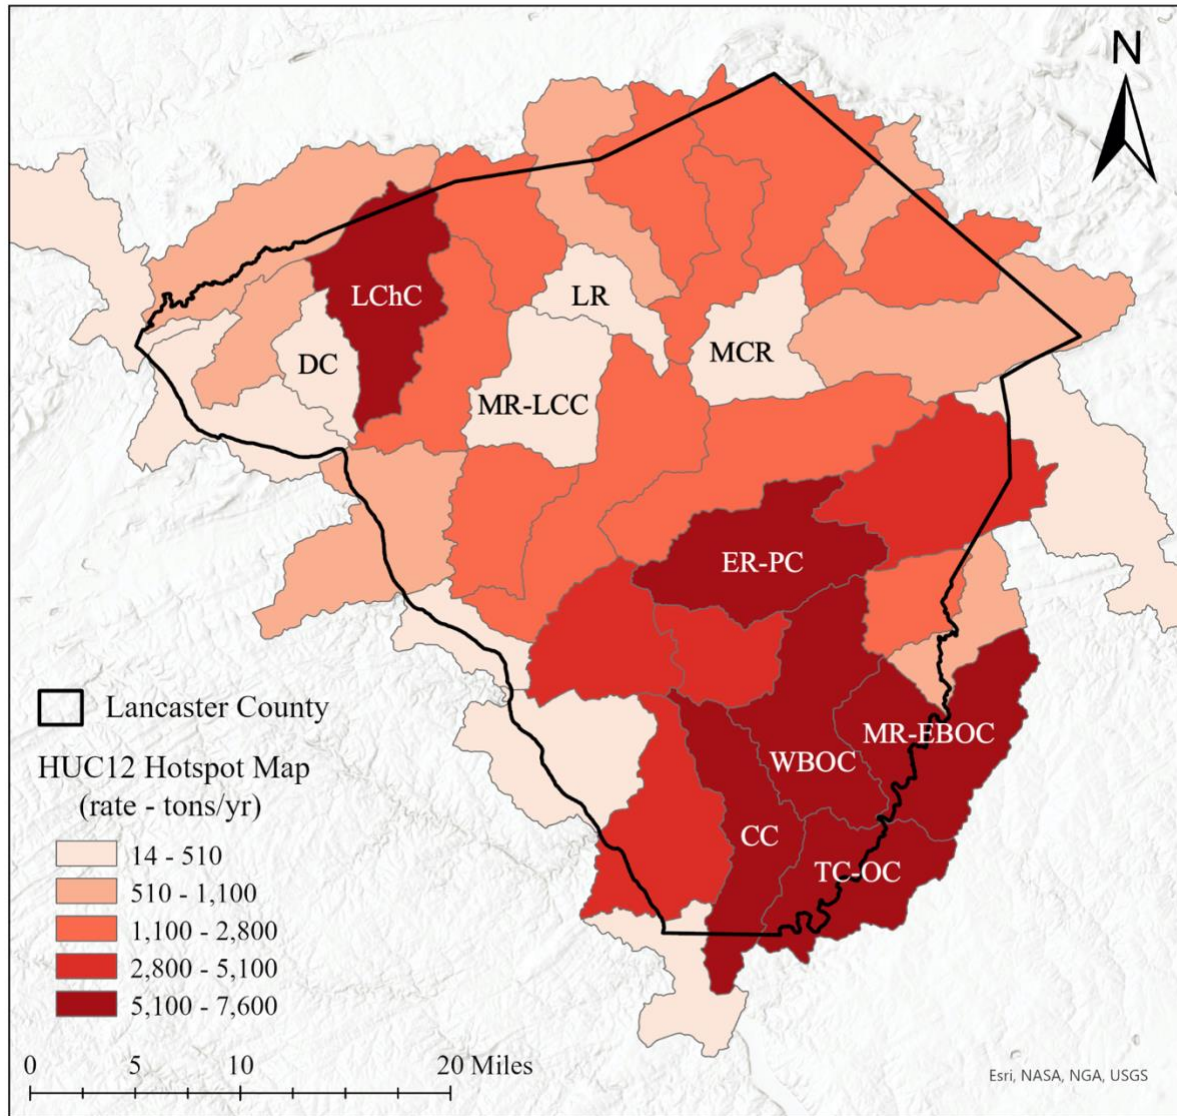 N
LChC
LR
DC
MCR
MR-LCC
ER-PC
Lancaster County
MR-EBOC
HUC12 Hotspot Map
WBOC
(rate - tons/yr)
CC
14 - 510
TC-OC
510 - 1,100
1,100 - 2,800
2,800 - 5,100
5,100 - 7,600
0 5 10 20 Miles
Esri, NASA, NGA, USGS